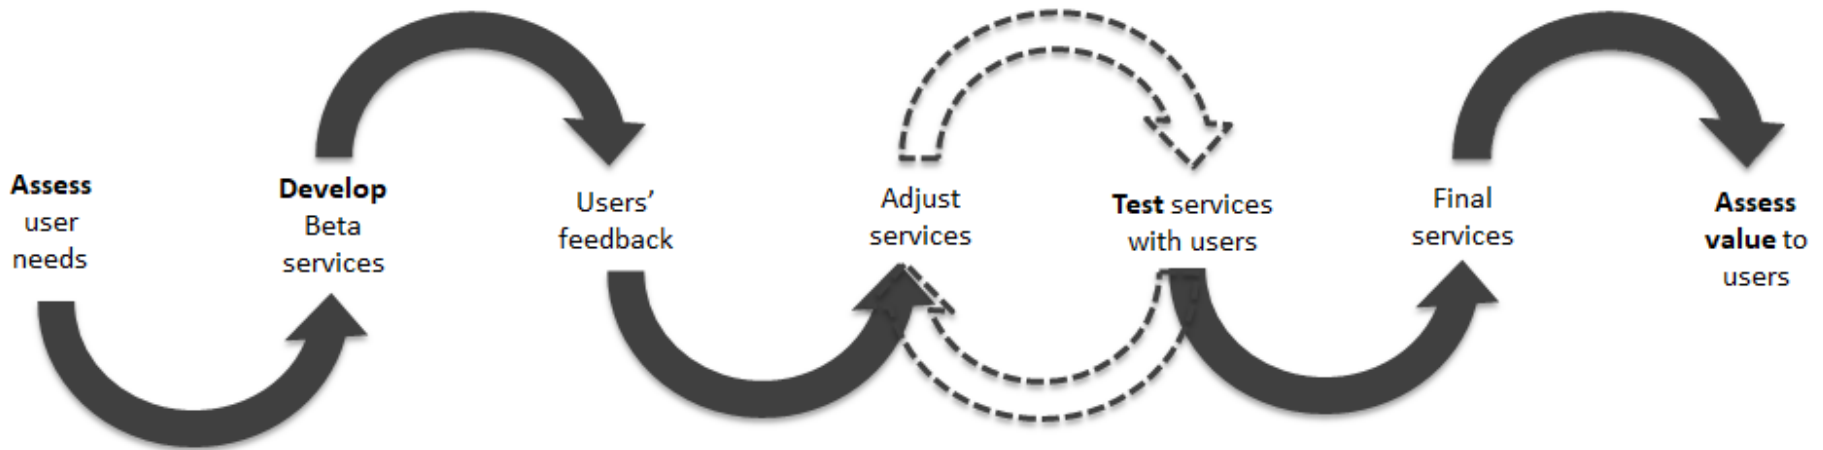 Assess
user
needs
Develop
Beta
services
Users’
feedback
Adjust
services
Test services
with users
Final
services
Assess
value to
users